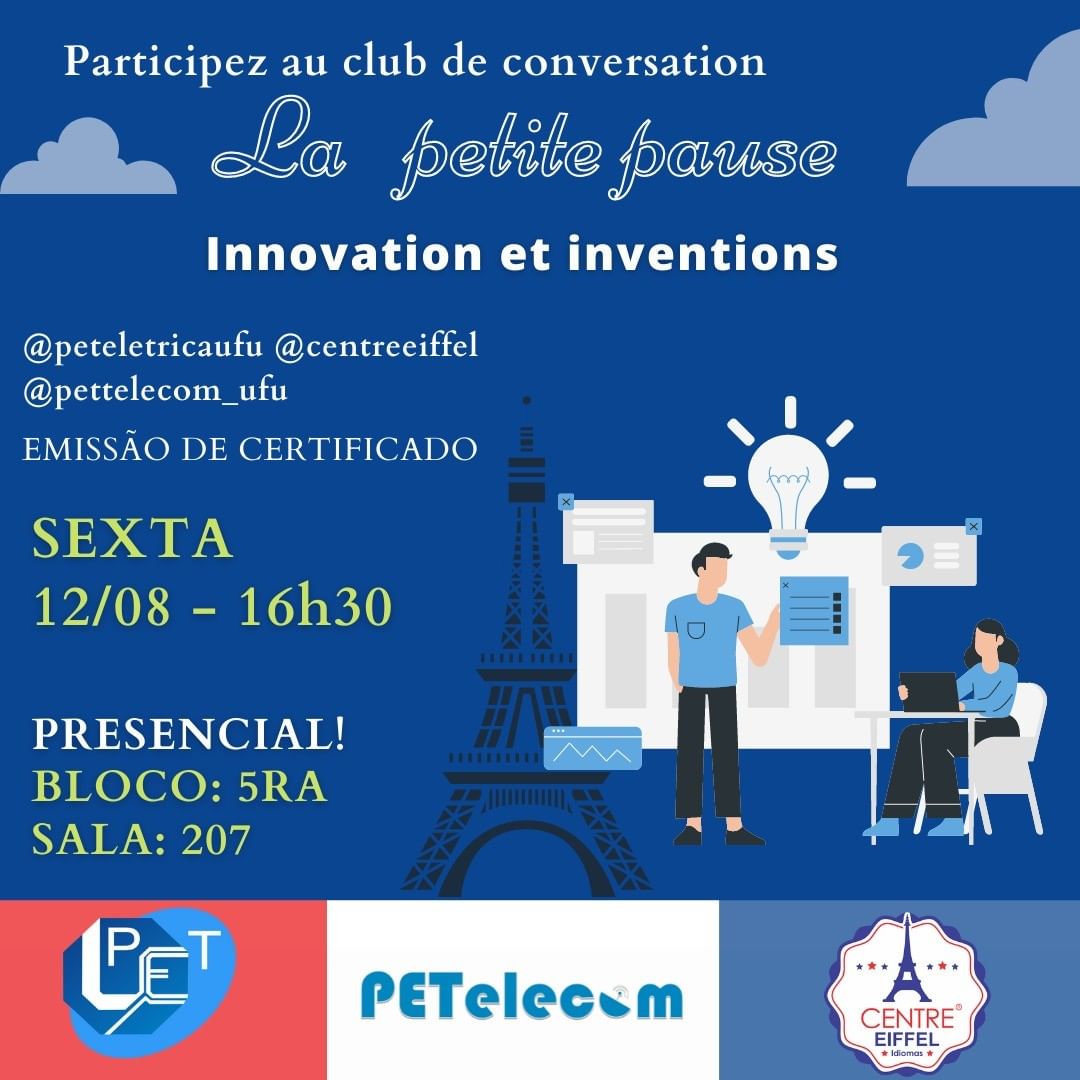 Participez au club de conversation
La petite pause
Innovation et inventions
@peteletricaufu @centreeiffel
@pettelecom_ufu
EMISSÃO DE CERTIFICADO
SEXTA
12/08 - 16h30
PRESENCIAL!
BLOCO: 5RA
SALA: 207
PET
PETelecom
CENTRE®
EIFFEL
Idiomas